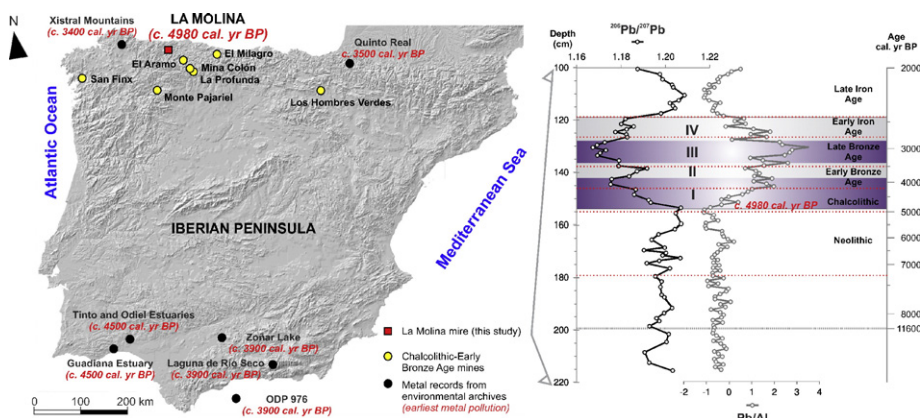 N
Xistral Mountains
(c. 3400 cal. yr BP)
LA MOLINA
(c. 4980 cal. yr BP)
El Milagro
Quinto Real
(c. 3500 cal. yr BP)
El Aramo
Mina Colón
La Profunda
San Finx
Monte Pajariel
Los Hombres Verdes
Atlantic Ocean
Mediterranean Sea
IBERIAN PENINSULA
Tinto and Odiel Estuaries
(c. 4500 cal. yr BP)
Zoñar Lake
(c. 3900 cal. yr BP)
Guadiana Estuary
(c. 4500 cal. yr BP)
Laguna de Río Seco
(c. 3900 cal. yr BP)
ODP 976
(c. 3900 cal. yr BP)
0 100 200 km
La Molina mire (this study)
Chalcolithic-Early
Bronze Age mines
Metal records from
environmental archives
(earliest metal pollution)
206Pb/207Pb
Depth
(cm)
1.16 1.18 1.20 1.22
Age
cal. yr BP
100
120
140
160
180
200
220
2000
3000
4000
5000
6000
7000
8000
11600
Late Iron
Age
Early Iron
Age
Late Bronze
Age
Early Bronze
Age
Chalcolithic
Neolithic
IV
III
II
I
c. 4980 cal. yr BP
-2 -1 0 1 2 3 4
Pb/Al